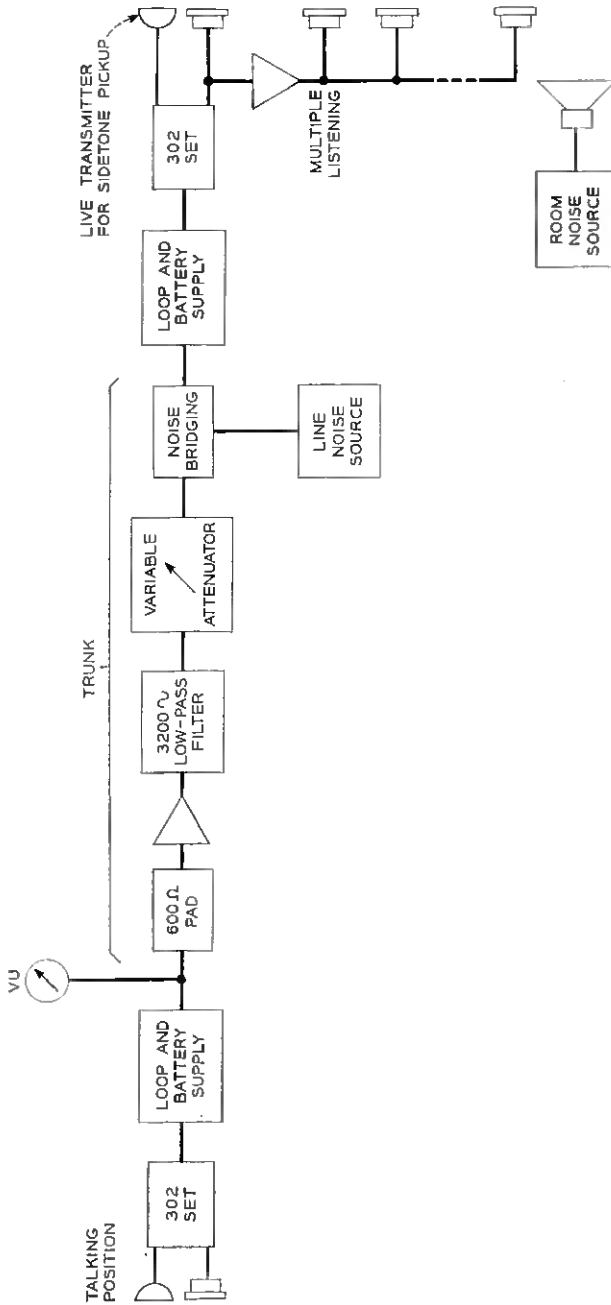 TALKING
POSITION
302
SET
LOOP AND
BATTERY
SUPPLY
VU
TRUNK
600Ω
PAD
3200∿
LOW-PASS
FILTER
VARIABLE
ATTENUATOR
NOISE
BRIDGING
LINE
NOISE
SOURCE
LOOP AND
BATTERY
SUPPLY
302
SET
LIVE TRANSMITTER
FOR SIDETONE PICKUP
MULTIPLE
LISTENING
ROOM
NOISE
SOURCE